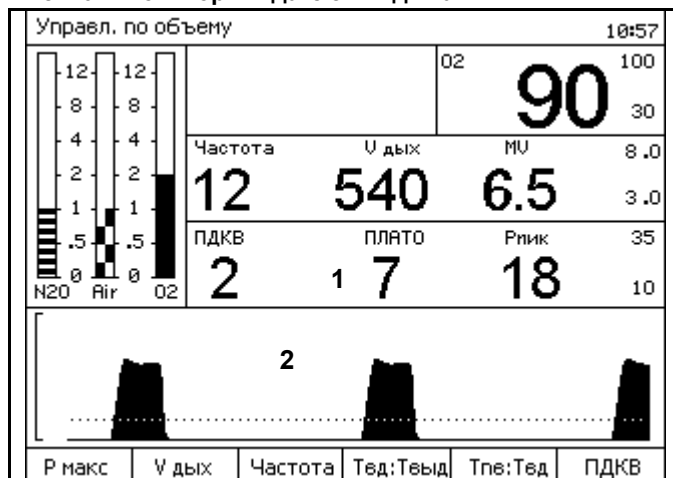 Управл. по объему 10:57
12 12
8 8
4 4
2 2
1 1
.5 .5
0 0
N2O Air O2
O2 90 100
30
Частота V дых MV 8.0
12 540 6.5 3.0
ПДКВ ПЛАТО Рпик 35
2 1 7 18 10
2
Р макс V дых Частота Твд:Твыд Тпв:Твд ПДКВ